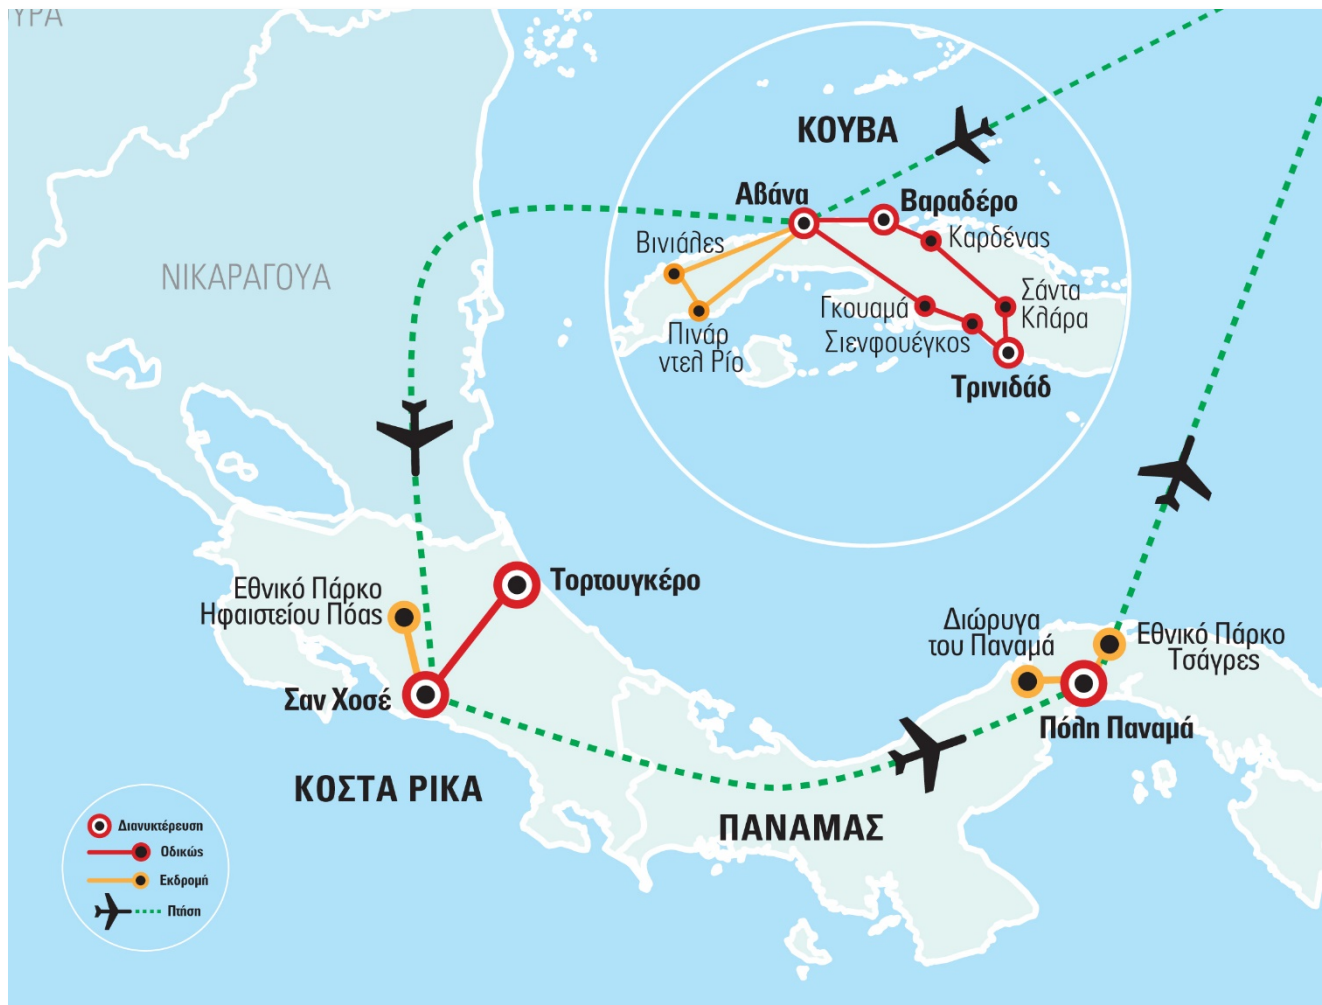 ΥΡΑ
ΚΟΥΒΑ
Αβάνα
Βαραδέρο
Καρδένας
Βινιάλες
Σάντα
Κλάρα
Γκουαμά
Σιενφουέγκος
Πινάρ
ντελ Ρίο
Τρινιδάδ
ΝΙΚΑΡΑΓΟΥΑ
Τορτουγκέρο
Εθνικό Πάρκο
Ηφαιστείου Πόας
Σαν Χοσέ
Διώρυγα
του Παναμά
Εθνικό Πάρκο
Τσάγρες
Πόλη Παναμά
ΚΟΣΤΑ ΡΙΚΑ
ΠΑΝΑΜΑΣ
Διανυκτέρευση
Οδικώς
Εκδρομή
Πτήση